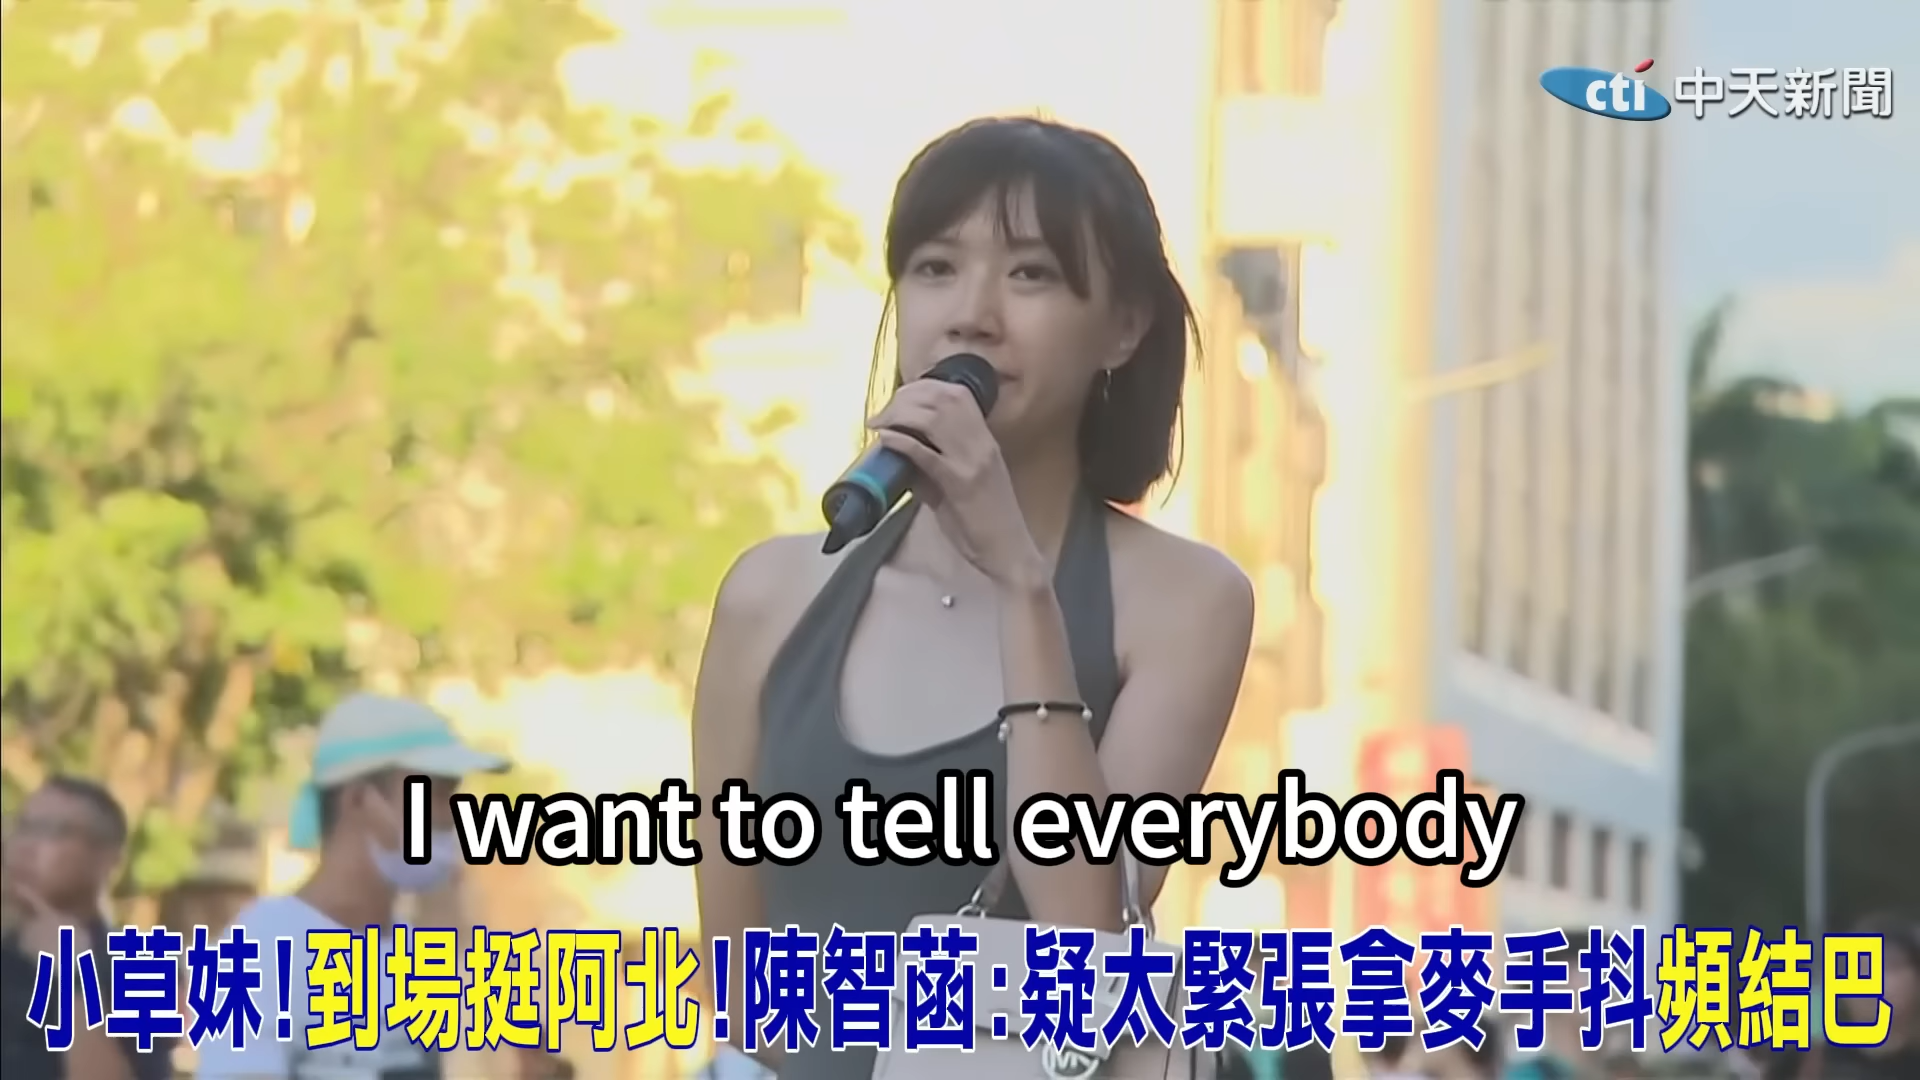 cti 中天新聞
I want to tell everybody
小草妹!到場挺阿北!陳智菡:疑太緊張拿麥手抖頻結巴
MK